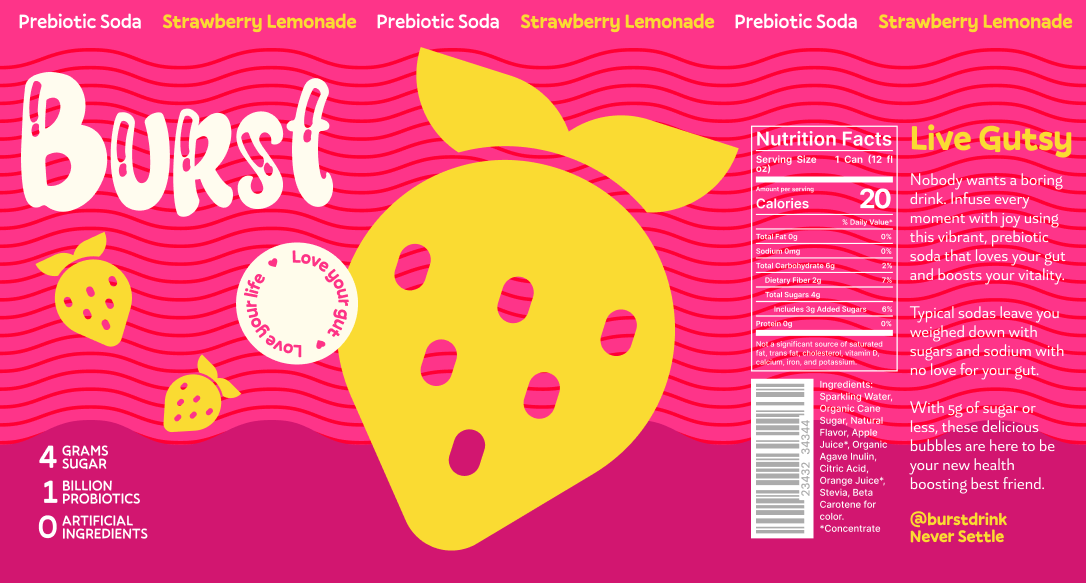 Prebiotic Soda Strawberry Lemonade Prebiotic Soda Strawberry Lemonade Prebiotic Soda Strawberry Lemonade
Burst
Love your gut
Love your life
4 GRAMS
SUGAR
1 BILLION
PROBIOTICS
0 ARTIFICIAL
INGREDIENTS
Nutrition Facts
Serving Size 1 Can (12 fl
oz)
Amount per serving
Calories 20
% Daily Value*
Total Fat 0g 0%
Sodium 0mg 0%
Total Carbohydrate 6g 2%
Dietary Fiber 2g 7%
Total Sugars 4g
Includes 3g Added Sugars 6%
Protein 0g 0%
Not a significant source of saturated
fat, trans fat, cholesterol, vitamin D,
calcium, iron, and potassium.
23432 34344
Ingredients:
Sparkling Water,
Organic Cane
Sugar, Natural
Flavor, Apple
Juice*, Organic
Agave Inulin,
Citric Acid,
Orange Juice*,
Stevia, Beta
Carotene for
color.
*Concentrate
Live Gutsy
Nobody wants a boring
drink. Infuse every
moment with joy using
this vibrant, prebiotic
soda that loves your gut
and boosts your vitality.
Typical sodas leave you
weighed down with
sugars and sodium with
no love for your gut.
With 5g of sugar or
less, these delicious
bubbles are here to be
your new health
boosting best friend.
@burstdrink
Never Settle